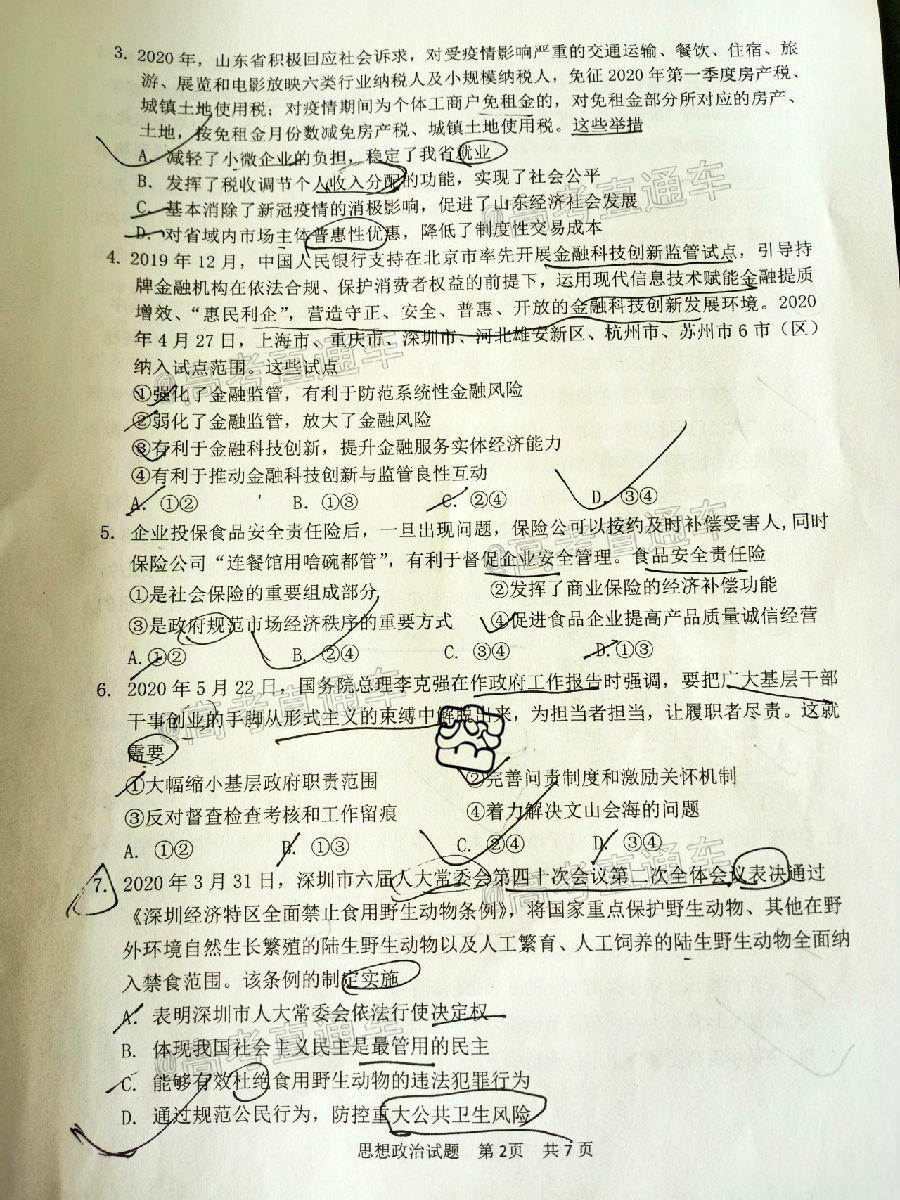 3. 2020年，山东省积极回应社会诉求，对受疫情影响严重的交通运输、餐饮、住宿、旅
游、展览和电影放映六类行业纳税人及小规模纳税人，免征2020年第一季度房产税、
城镇土地使用税；对疫情期间为个体工商户免租金的，对免租金部分所对应的房产、
土地，按免租金月份数减免房产税、城镇土地使用税。这些举措
A. 减轻了小微企业的负担，稳定了我省就业
B. 发挥了税收调节个人收入分配的功能，实现了社会公平
C. 基本消除了新冠疫情的消极影响，促进了山东经济社会发展
D. 对省域内市场主体普惠性优惠，降低了制度性交易成本
4. 2019年12月，中国人民银行支持在北京市率先开展金融科技创新监管试点，引导持
牌金融机构在依法合规、保护消费者权益的前提下，运用现代信息技术赋能金融提质
增效、“惠民利企”，营造守正、安全、普惠、开放的金融科技创新发展环境。2020
年4月27日，上海市、重庆市、深圳市、河北雄安新区、杭州市、苏州市6市（区）
纳入试点范围。这些试点
①强化了金融监管，有利于防范系统性金融风险
②弱化了金融监管，放大了金融风险
③有利于金融科技创新，提升金融服务实体经济能力
④有利于推动金融科技创新与监管良性互动
A. ①② B. ①③ C. ②④ D. ③④
5. 企业投保食品安全责任险后，一旦出现问题，保险公司可以按约及时补偿受害人,同时
保险公司“连餐馆用啥碗都管”，有利于督促企业安全管理。食品安全责任险
①是社会保险的重要组成部分 ②发挥了商业保险的经济补偿功能
③是政府规范市场经济秩序的重要方式 ④促进食品企业提高产品质量诚信经营
A.①② B. ②④ C. ③④ D.①③
6. 2020年5月22日，国务院总理李克强在作政府工作报告时强调，要把广大基层干部
干事创业的手脚从形式主义的束缚中解脱出来，为担当者担当，让履职者尽责。这就
需要
①大幅缩小基层政府职责范围 ②完善问责制度和激励关怀机制
③反对督查检查考核和工作留痕 ④着力解决文山会海的问题
A. ①② B. ①③ C. ②④ D. ③④
7. 2020年3月31日，深圳市六届人大常委会第四十次会议第二次全体会议表决通过
《深圳经济特区全面禁止食用野生动物条例》，将国家重点保护野生动物、其他在野
外环境自然生长繁殖的陆生野生动物以及人工繁育、人工饲养的陆生野生动物全面纳
入禁食范围。该条例的制定实施
A. 表明深圳市人大常委会依法行使决定权
B. 体现我国社会主义民主是最管用的民主
C. 能够有效杜绝食用野生动物的违法犯罪行为
D. 通过规范公民行为，防控重大公共卫生风险
思想政治试题 第2页 共7页
@高考直通车
@高考直通车
@高考直通车
@高考直通车
@高考直通车
@高考直通车